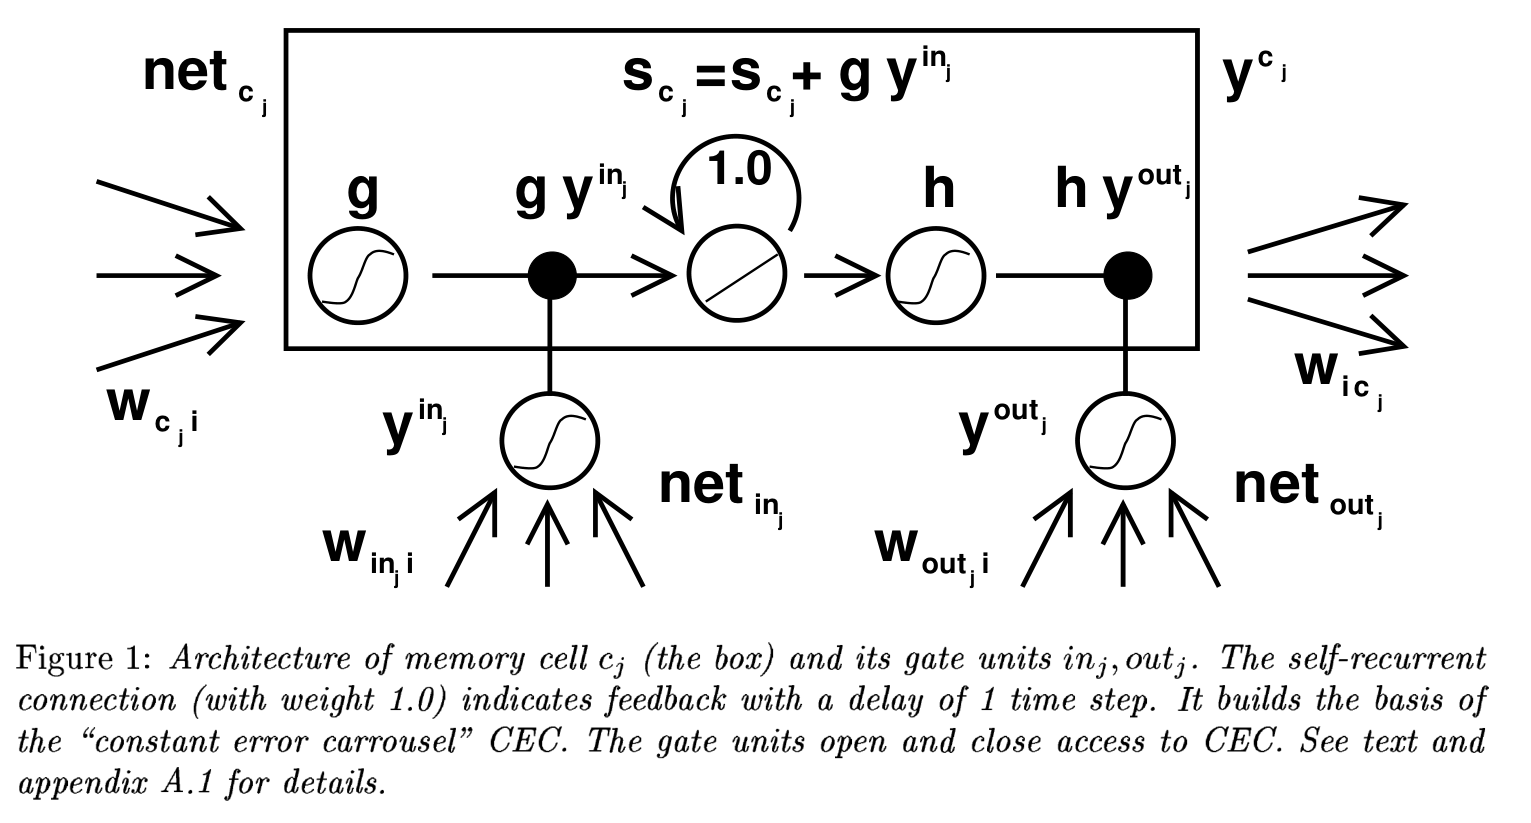 net c j
s c j =s c j + g y in j
y c j
1.0
g
g y in j
h
h y out j
w c j i
w i c j
y in j
y out j
net in j
net out j
w in j i
w out j i
Figure 1: Architecture of memory cell cj (the box) and its gate units inj, outj. The self-recurrent
connection (with weight 1.0) indicates feedback with a delay of 1 time step. It builds the basis of
the “constant error carrousel” CEC. The gate units open and close access to CEC. See text and
appendix A.1 for details.